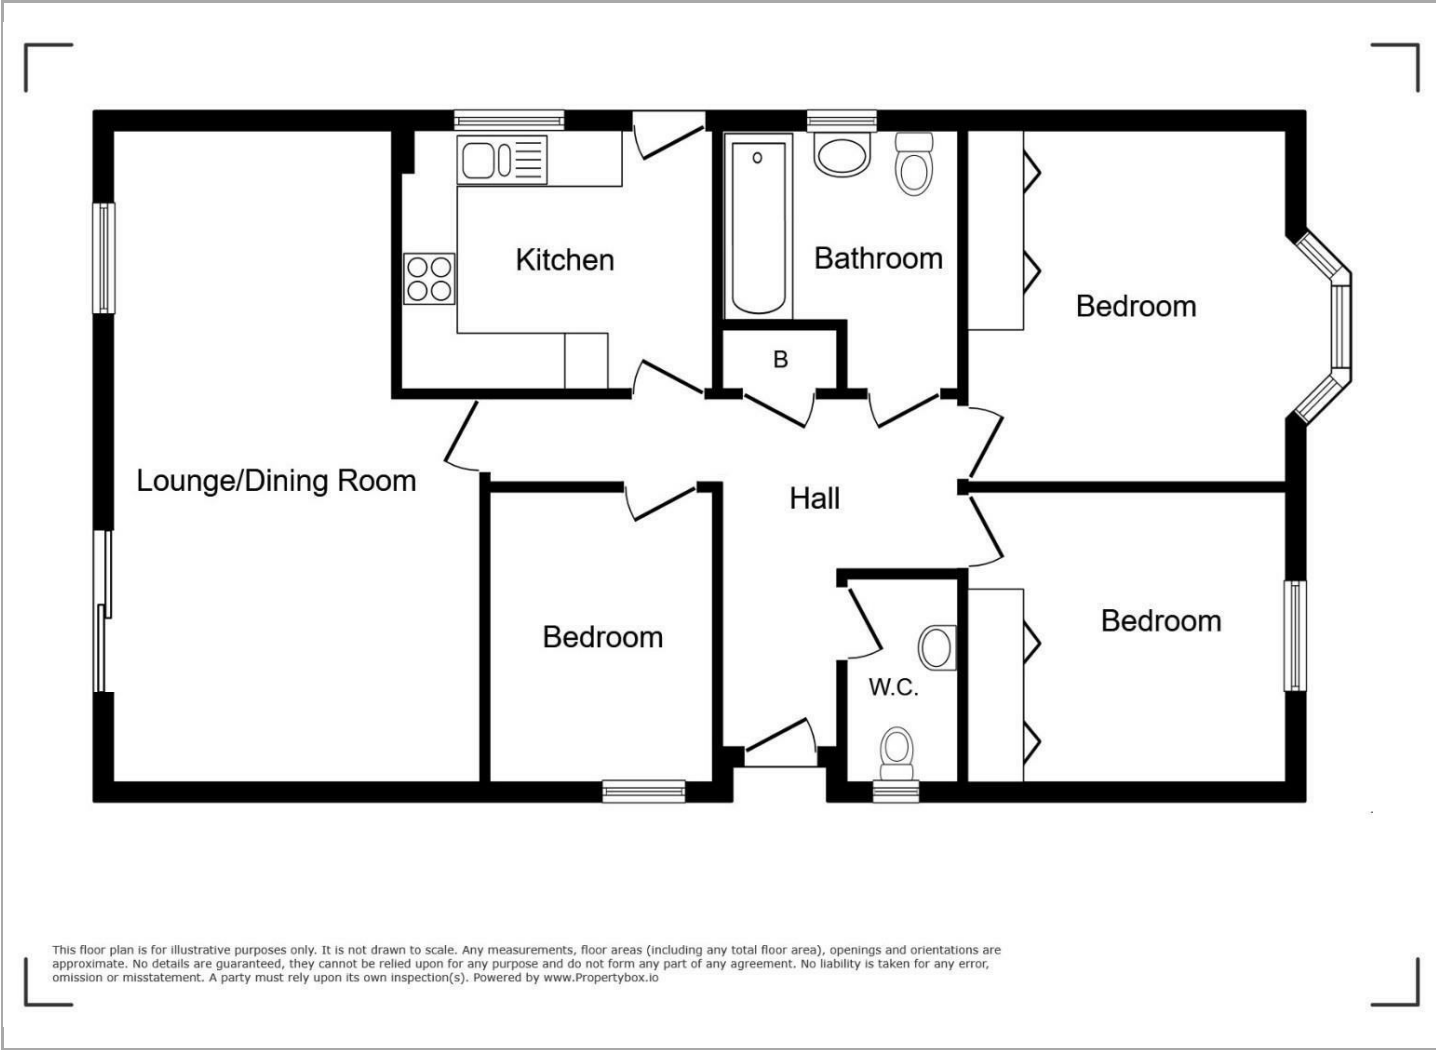 Kitchen
Bathroom
B
Bedroom
Lounge/Dining Room
Hall
Bedroom
W.C.
Bedroom
This floor plan is for illustrative purposes only. It is not drawn to scale. Any measurements, floor areas (including any total floor area), openings and orientations are
approximate. No details are guaranteed, they cannot be relied upon for any purpose and do not form any part of any agreement. No liability is taken for any error,
omission or misstatement. A party must rely upon its own inspection(s). Powered by www.Propertybox.io